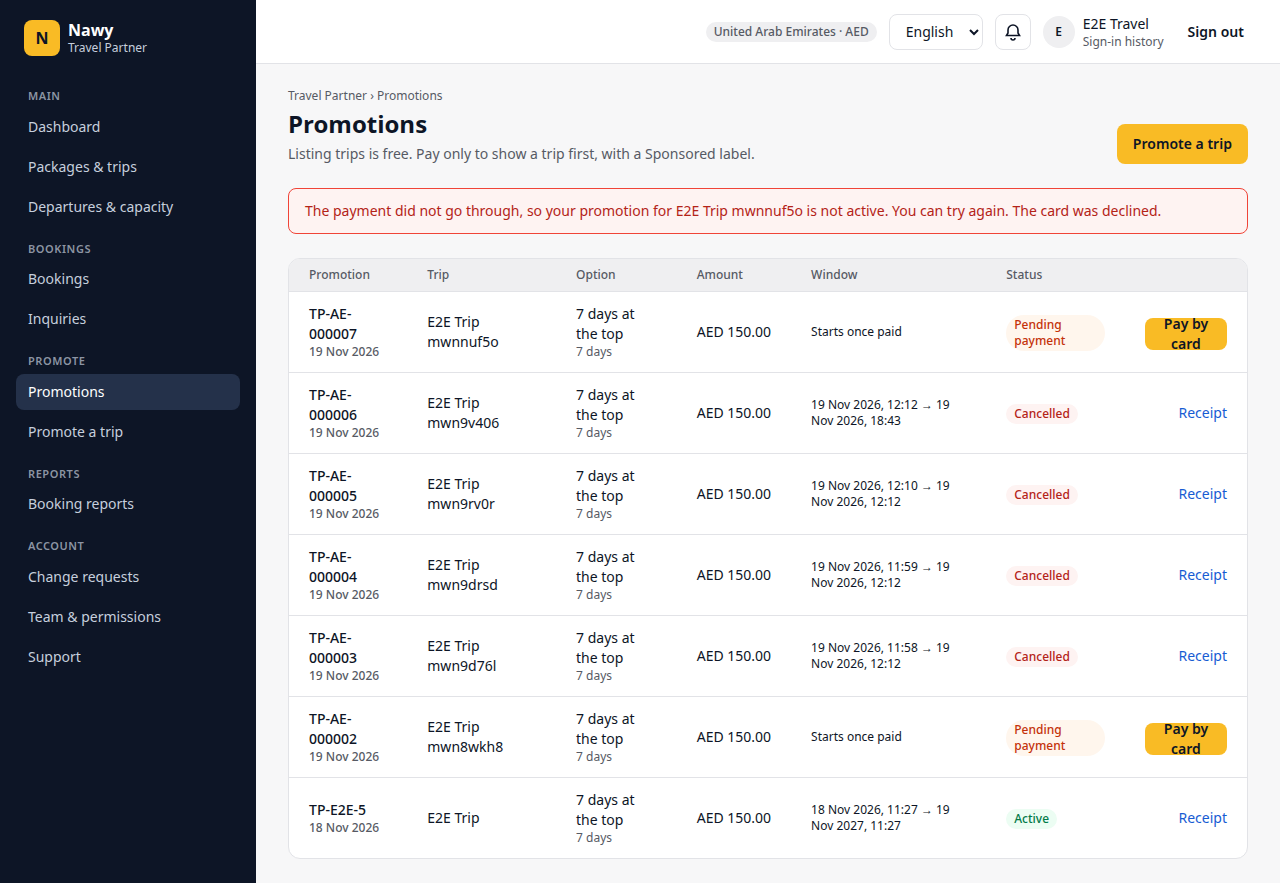 N
Nawy
Travel Partner
United Arab Emirates · AED
English
E
E2E Travel
Sign-in history
Sign out
MAIN
Dashboard
Packages & trips
Departures & capacity
BOOKINGS
Bookings
Inquiries
PROMOTE
Promotions
Promote a trip
REPORTS
Booking reports
ACCOUNT
Change requests
Team & permissions
Support
Travel Partner › Promotions
Promotions
Listing trips is free. Pay only to show a trip first, with a Sponsored label.
Promote a trip
The payment did not go through, so your promotion for E2E Trip mwnnuf5o is not active. You can try again. The card was declined.
Promotion Trip Option Amount Window Status
TP-AE-
000007
19 Nov 2026
E2E Trip
mwnnuf5o
7 days at
the top
7 days
AED 150.00
Starts once paid
Pending
payment
Pay by
card
TP-AE-
000006
19 Nov 2026
E2E Trip
mwn9v406
7 days at
the top
7 days
AED 150.00
19 Nov 2026, 12:12 → 19
Nov 2026, 18:43
Cancelled
Receipt
TP-AE-
000005
19 Nov 2026
E2E Trip
mwn9rv0r
7 days at
the top
7 days
AED 150.00
19 Nov 2026, 12:10 → 19
Nov 2026, 12:12
Cancelled
Receipt
TP-AE-
000004
19 Nov 2026
E2E Trip
mwn9drsd
7 days at
the top
7 days
AED 150.00
19 Nov 2026, 11:59 → 19
Nov 2026, 12:12
Cancelled
Receipt
TP-AE-
000003
19 Nov 2026
E2E Trip
mwn9d76l
7 days at
the top
7 days
AED 150.00
19 Nov 2026, 11:58 → 19
Nov 2026, 12:12
Cancelled
Receipt
TP-AE-
000002
19 Nov 2026
E2E Trip
mwn8wkh8
7 days at
the top
7 days
AED 150.00
Starts once paid
Pending
payment
Pay by
card
TP-E2E-5
18 Nov 2026
E2E Trip
7 days at
the top
7 days
AED 150.00
18 Nov 2026, 11:27 → 19
Nov 2027, 11:27
Active
Receipt